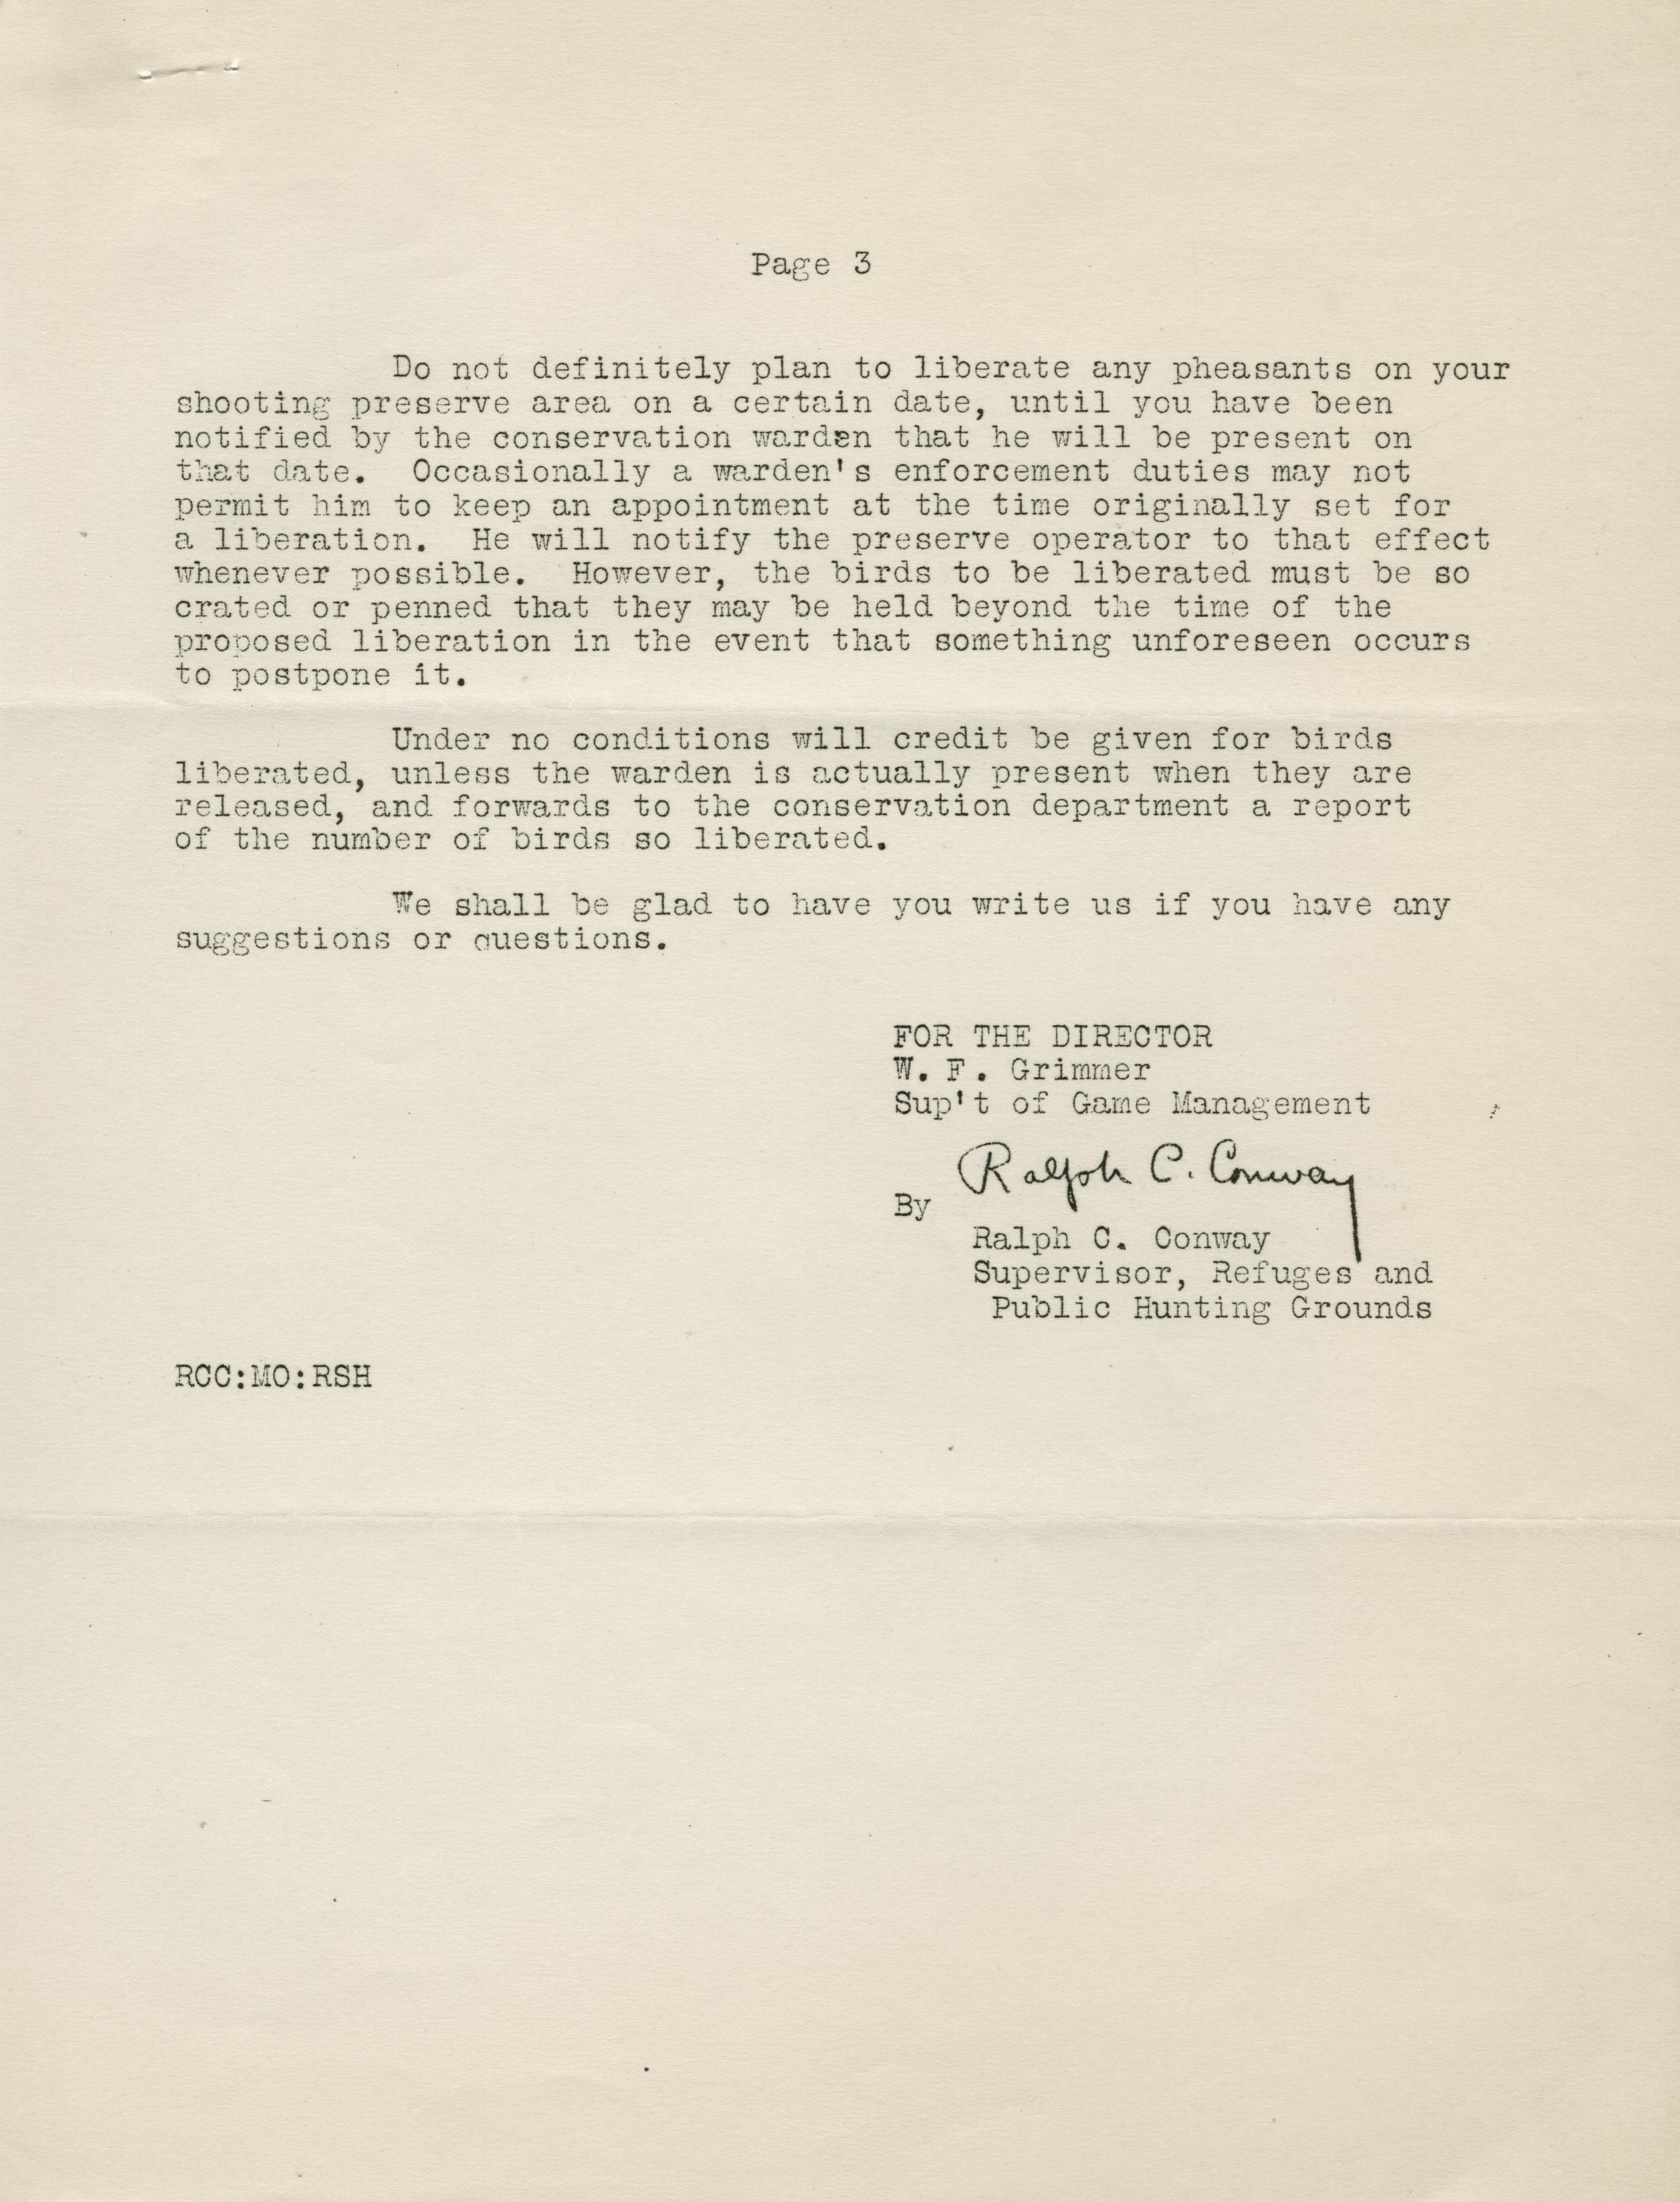 Page 3
Do not definitely plan to liberate any pheasants on your
shooting preserve area on a certain date, until you have been
notified by the conservation warden that he will be present on
that date. Occasionally a warden's enforcement duties may not
permit him to keep an appointment at the time originally set for
a liberation. He will notify the preserve operator to that effect
whenever possible. However, the birds to be liberated must be so
crated or penned that they may be held beyond the time of the
proposed liberation in the event that something unforeseen occurs
to postpone it.
Under no conditions will credit be given for birds
liberated, unless the warden is actually present when they are
released, and forwards to the conservation department a report
of the number of birds so liberated.
We shall be glad to have you write us if you have any
suggestions or questions.
FOR THE DIRECTOR
W. F. Grimmer
Sup't of Game Management
Ralph C. Conway
By
Ralph C. Conway
Supervisor, Refuges and
Public Hunting Grounds
RCC:MO:RSH